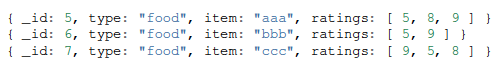 { _id: 5, type: "food", item: "aaa", ratings: [ 5, 8, 9 ] }
{ _id: 6, type: "food", item: "bbb", ratings: [ 5, 9 ] }
{ _id: 7, type: "food", item: "ccc", ratings: [ 9, 5, 8 ] }